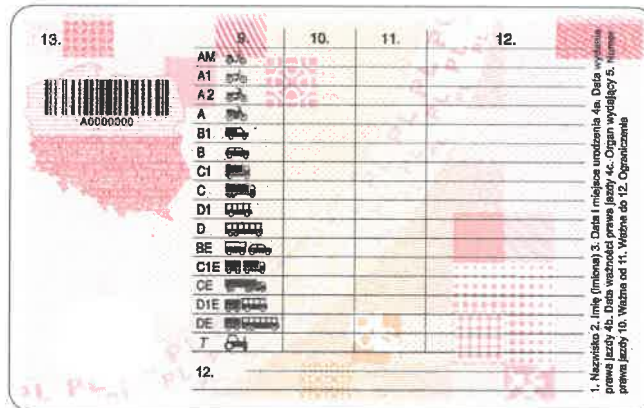 13.
A0000000
9. 10. 11. 12.
AM
A1
A2
A
B1
B
C1
C
D1
D
BE
C1E
CE
D1E
DE
T
12.
1. Nazwisko 2. Imię (imiona) 3. Data i miejsce urodzenia 4a. Data wydania
prawa jazdy 4b. Data ważności prawa jazdy 4c. Organ wydający 5. Numer
prawa jazdy 10. Ważne od 11. Ważne do 12. Ograniczenia